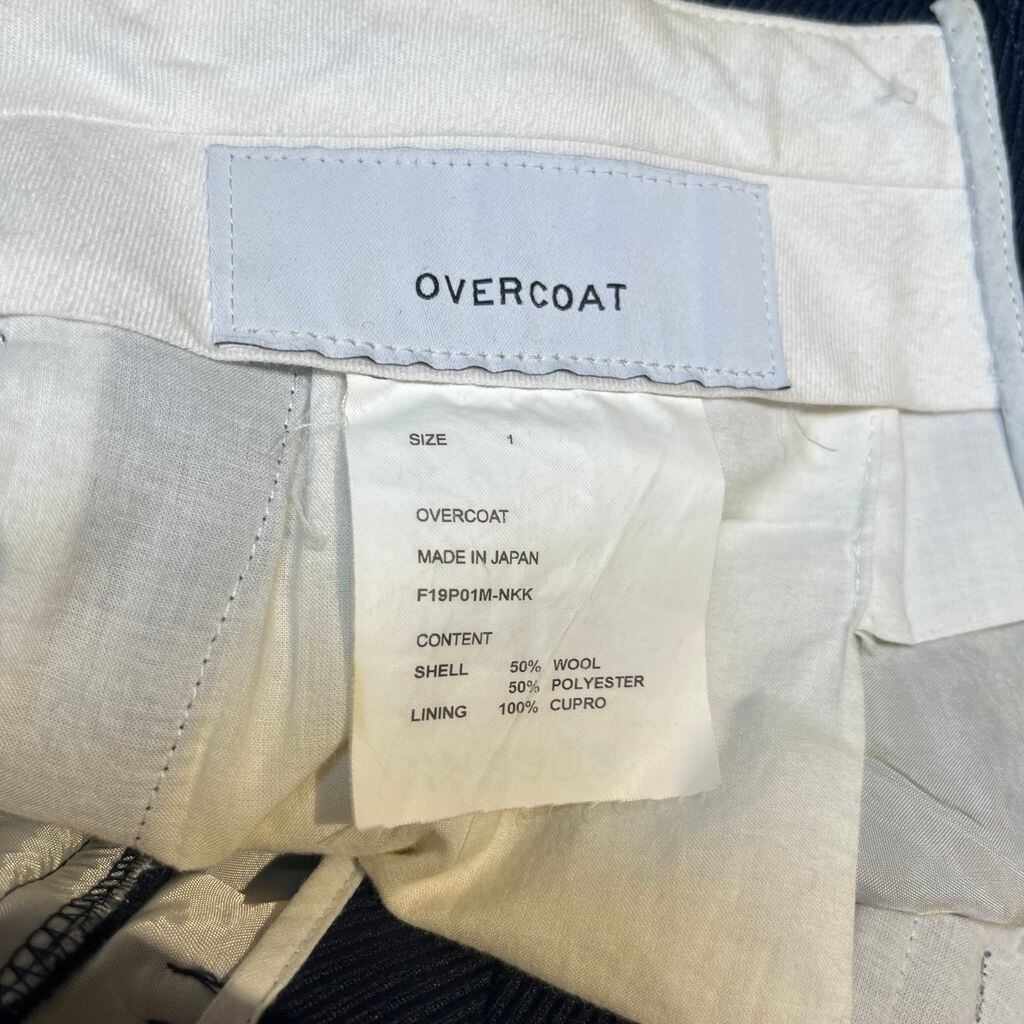 OVERCOAT
SIZE 1
OVERCOAT
MADE IN JAPAN
F19P01M-NKK
CONTENT
SHELL 50% WOOL
50% POLYESTER
LINING 100% CUPRO